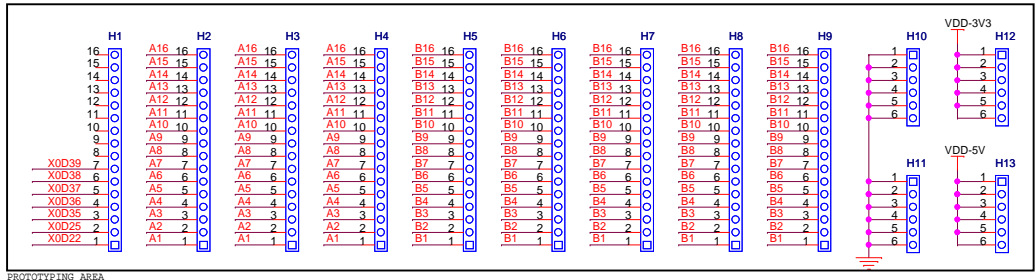 VDD-3V3
H1 H2 H3 H4 H5 H6 H7 H8 H9 H10 H12
16 A16 16 A16 16 A16 16 B16 16 B16 16 B16 16 B16 16 B16 16 1 1
15 A15 15 A15 15 A15 15 B15 15 B15 15 B15 15 B15 15 B15 15 2 2
14 A14 14 A14 14 A14 14 B14 14 B14 14 B14 14 B14 14 B14 14 3 3
13 A13 13 A13 13 A13 13 B13 13 B13 13 B13 13 B13 13 B13 13 4 4
12 A12 12 A12 12 A12 12 B12 12 B12 12 B12 12 B12 12 B12 12 5 5
11 A11 11 A11 11 A11 11 B11 11 B11 11 B11 11 B11 11 B11 11 6 6
10 A10 10 A10 10 A10 10 B10 10 B10 10 B10 10 B10 10 B10 10
9 A9 9 A9 9 A9 9 B9 9 B9 9 B9 9 B9 9 B9 9
8 A8 8 A8 8 A8 8 B8 8 B8 8 B8 8 B8 8 B8 8 VDD-5V
X0D39 7 A7 7 A7 7 A7 7 B7 7 B7 7 B7 7 B7 7 B7 7 H11 H13
X0D38 6 A6 6 A6 6 A6 6 B6 6 B6 6 B6 6 B6 6 B6 6 1 1
X0D37 5 A5 5 A5 5 A5 5 B5 5 B5 5 B5 5 B5 5 B5 5 2 2
X0D36 4 A4 4 A4 4 A4 4 B4 4 B4 4 B4 4 B4 4 B4 4 3 3
X0D35 3 A3 3 A3 3 A3 3 B3 3 B3 3 B3 3 B3 3 B3 3 4 4
X0D25 2 A2 2 A2 2 A2 2 B2 2 B2 2 B2 2 B2 2 B2 2 5 5
X0D22 1 A1 1 A1 1 A1 1 B1 1 B1 1 B1 1 B1 1 B1 1 6 6
PROTOTYPING AREA